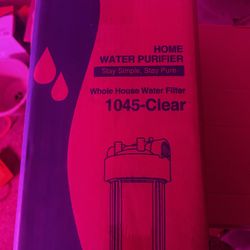 HOME
WATER PURIFIER
Stay Simple, Stay Pure.
Whole House Water Filter
1045-Clear